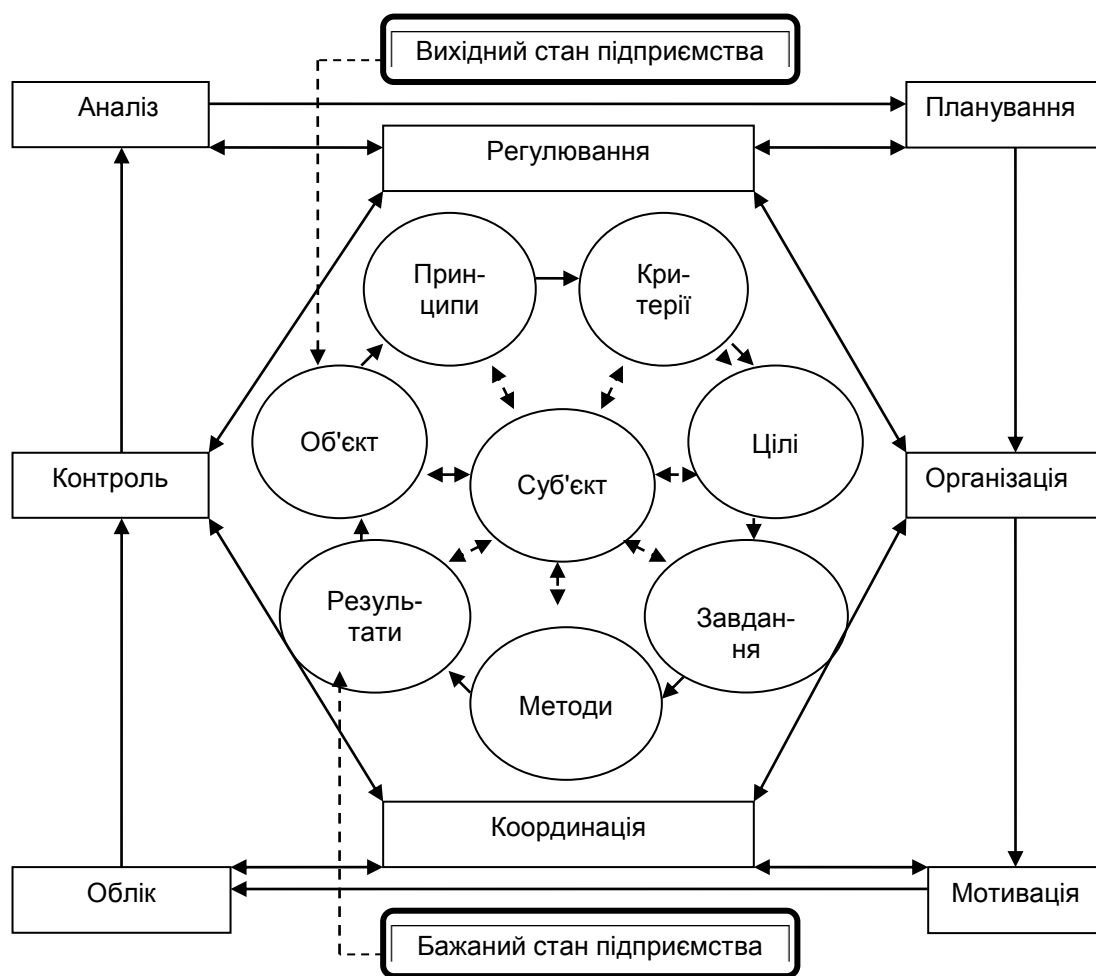 Вихідний стан підприємства
Аналіз
Планування
Регулювання
Прин-
ципи
Кри-
терії
Об'єкт
Цілі
Суб'єкт
Контроль
Організація
Резуль-
тати
Завдан-
ня
Методи
Координація
Облік
Мотивація
Бажаний стан підприємства